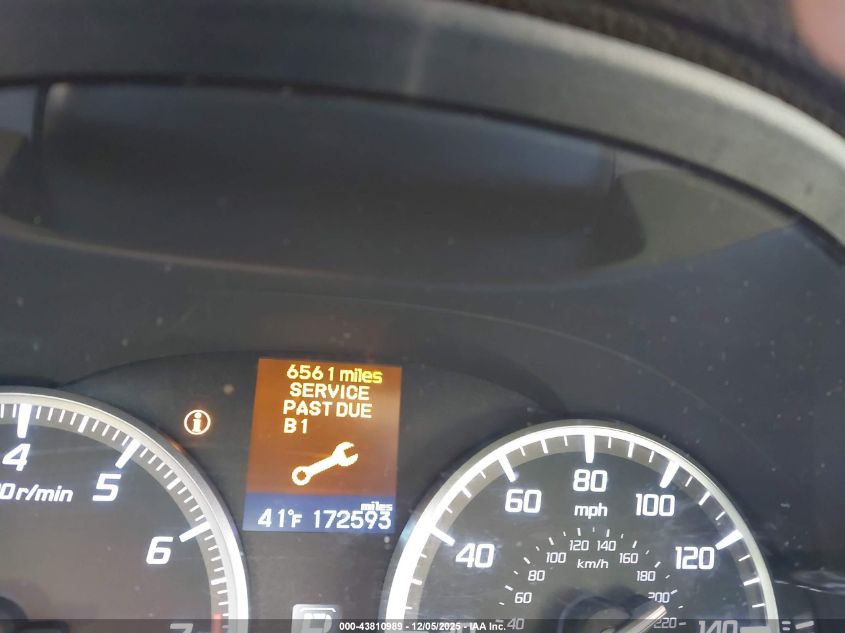 6561 miles
SERVICE
PAST DUE
B1
miles
41°F 172593
i
4
5
6
7
0r/min
40
60
80
100
120
140
mph
40
60
80
100
120
140
160
180
200
220
km/h
P
000-43810989 - 12/05/2025 - IAA Inc.